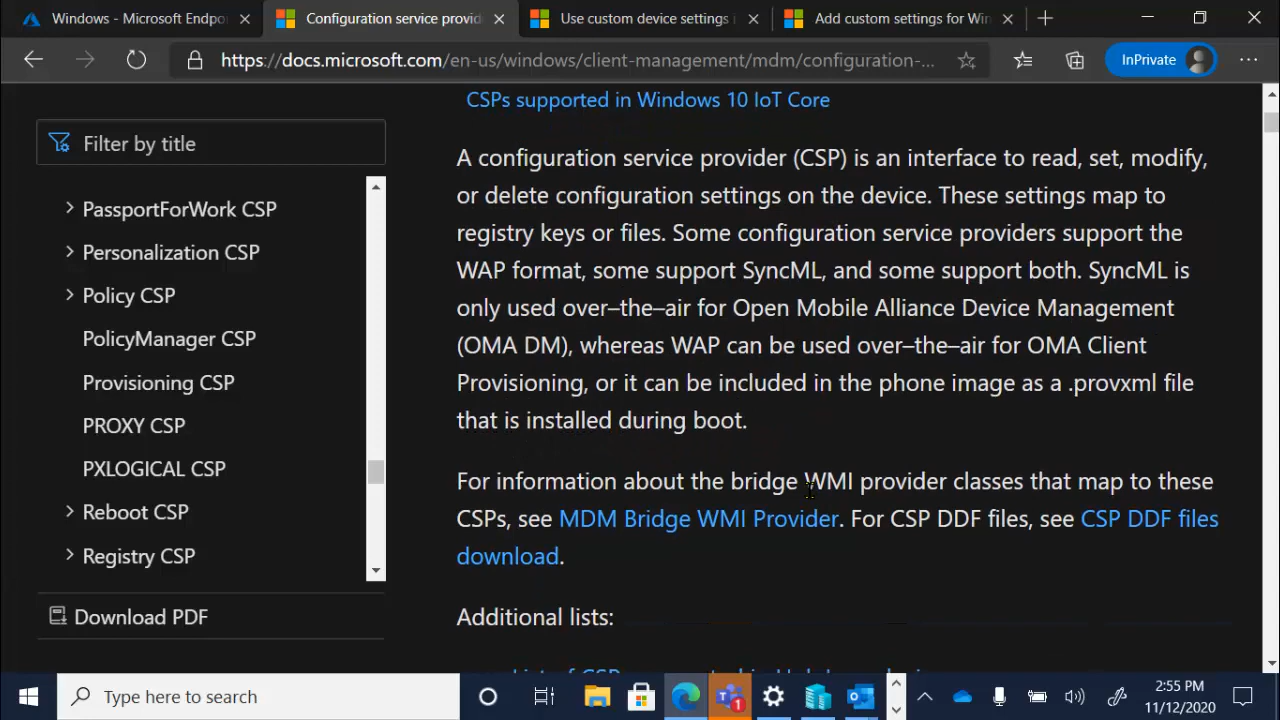 Windows - Microsoft Endpo
Configuration service provid
Use custom device settings i
Add custom settings for Win
https://docs.microsoft.com/en-us/windows/client-management/mdm/configuration-...
InPrivate
Filter by title
PassportForWork CSP
Personalization CSP
Policy CSP
PolicyManager CSP
Provisioning CSP
PROXY CSP
PXLOGICAL CSP
Reboot CSP
Registry CSP
Download PDF
CSPs supported in Windows 10 IoT Core
A configuration service provider (CSP) is an interface to read, set, modify,
or delete configuration settings on the device. These settings map to
registry keys or files. Some configuration service providers support the
WAP format, some support SyncML, and some support both. SyncML is
only used over–the–air for Open Mobile Alliance Device Management
(OMA DM), whereas WAP can be used over–the–air for OMA Client
Provisioning, or it can be included in the phone image as a .provxml file
that is installed during boot.
For information about the bridge WMI provider classes that map to these
CSPs, see MDM Bridge WMI Provider. For CSP DDF files, see CSP DDF files
download.
Additional lists:
Type here to search
1
2:55 PM
11/12/2020